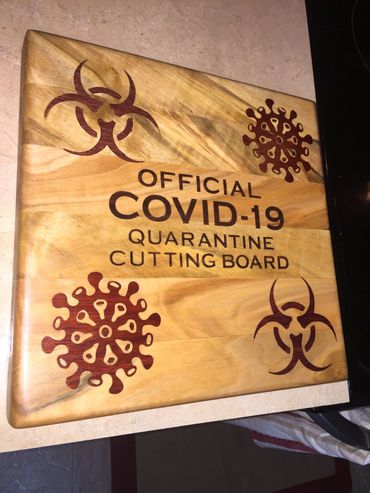 OFFICIAL
COVID-19
QUARANTINE
CUTTING BOARD